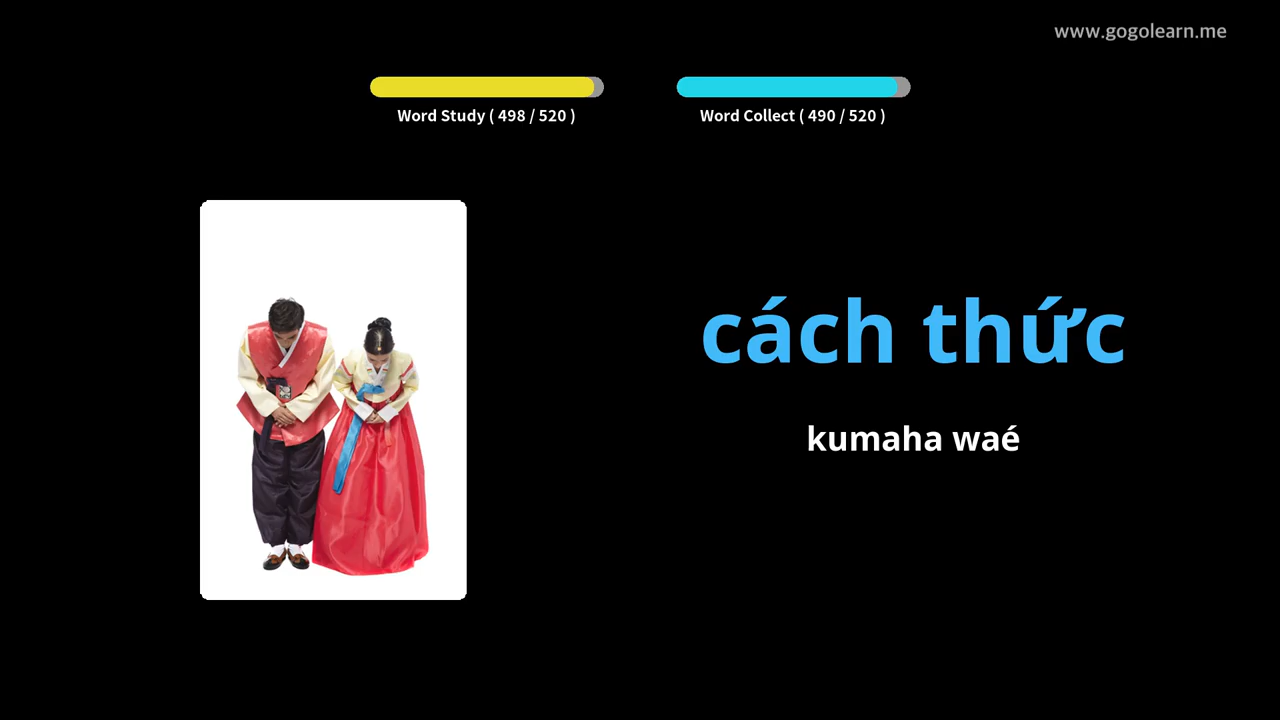 www.gogolearn.me
Word Study ( 498 / 520 )
Word Collect ( 490 / 520 )
cách thức
kumaha waé